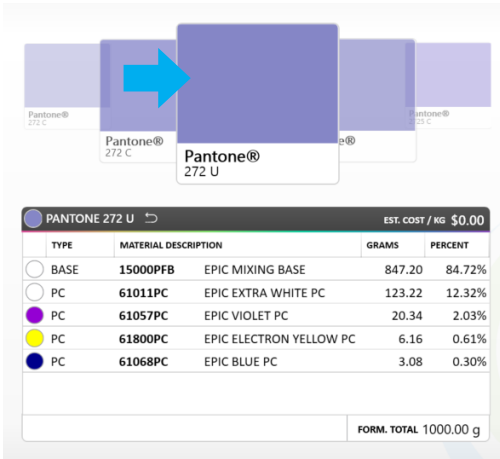 Pantone®
272 C
Pantone®
272 C
Pantone®
272 U
e®
Pantone®
2725 C
PANTONE 272 U EST. COST / KG $0.00
TYPE MATERIAL DESCRIPTION GRAMS PERCENT
BASE 15000PFB EPIC MIXING BASE 847.20 84.72%
PC 61011PC EPIC EXTRA WHITE PC 123.22 12.32%
PC 61057PC EPIC VIOLET PC 20.34 2.03%
PC 61800PC EPIC ELECTRON YELLOW PC 6.16 0.61%
PC 61068PC EPIC BLUE PC 3.08 0.30%
FORM. TOTAL 1000.00 g